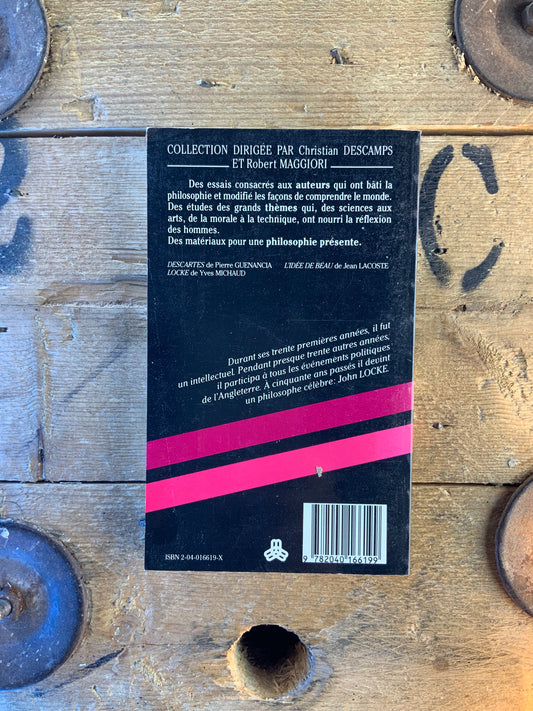 COLLECTION DIRIGÉE PAR Christian DESCAMPS
ET Robert MAGGIORI
Des essais consacrés aux auteurs qui ont bâti la
philosophie et modifié les façons de comprendre le monde.
Des études des grands thèmes qui, des sciences aux
arts, de la morale à la technique, ont nourri la réflexion
des hommes.
Des matériaux pour une philosophie présente.
DESCARTES de Pierre GUENANCIA L'IDÉE DE BEAU de Jean LACOSTE
LOCKE de Yves MICHAUD
Durant ses trente premières années, il fut
un intellectuel. Pendant presque trente autres années,
il participa à tous les événements politiques
de l'Angleterre. À cinquante ans passés il devint
un philosophe célèbre: John LOCKE.
ISBN 2-04-016619-X
9 782040 166199
C